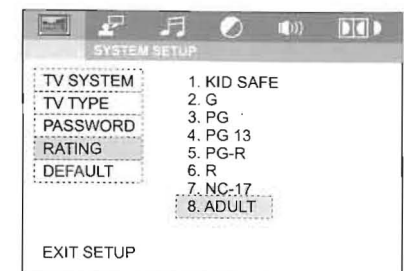 SYSTEM SETUP
TV SYSTEM
TV TYPE
PASSWORD
RATING
DEFAULT
1. KID SAFE
2. G
3. PG
4. PG 13
5. PG-R
6. R
7. NC-17
8. ADULT
EXIT SETUP